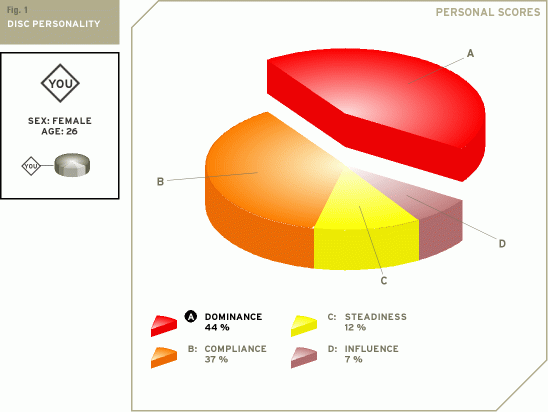 Fig. 1
DISC PERSONALITY
PERSONAL SCORES
YOU
SEX: FEMALE
AGE: 26
YOU
A
B
C
D
A DOMINANCE
44 %
C: STEADINESS
12 %
B: COMPLIANCE
37 %
D: INFLUENCE
7 %